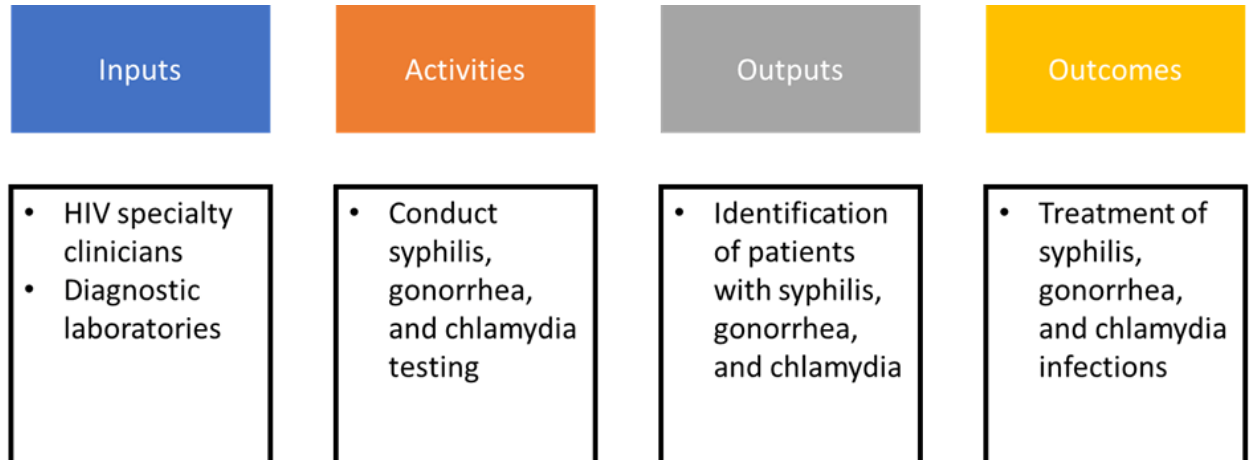 Inputs
Activities
Outputs
Outcomes
• HIV specialty
clinicians
• Diagnostic
laboratories
• Conduct
syphilis,
gonorrhea,
and chlamydia
testing
• Identification
of patients
with syphilis,
gonorrhea,
and chlamydia
• Treatment of
syphilis,
gonorrhea,
and chlamydia
infections